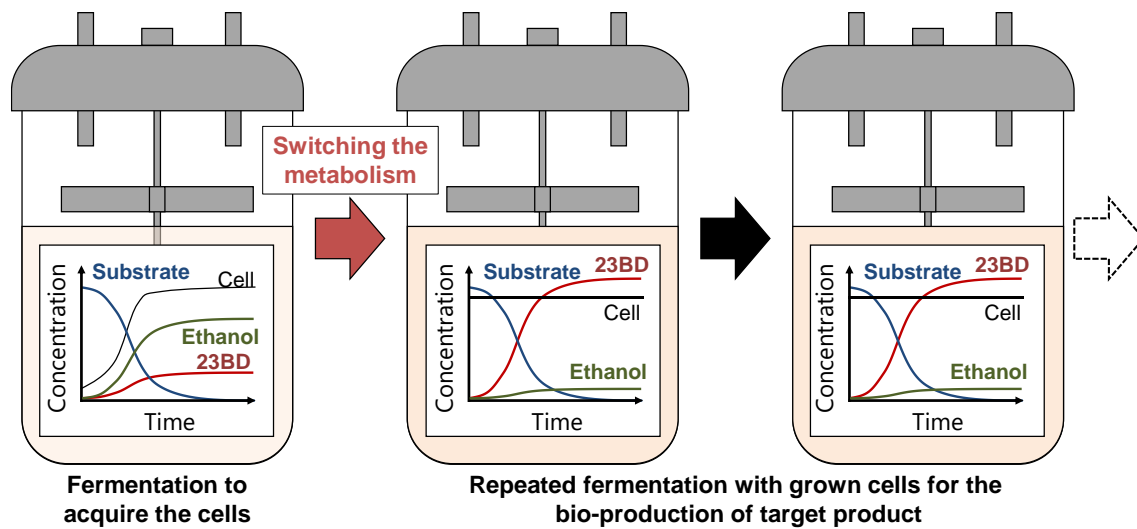 Switching the
metabolism
Concentration
Substrate
Cell
Ethanol
23BD
Time
Concentration
Substrate
23BD
Cell
Ethanol
Time
Concentration
Substrate
23BD
Cell
Ethanol
Time
Fermentation to
acquire the cells
Repeated fermentation with grown cells for the
bio-production of target product